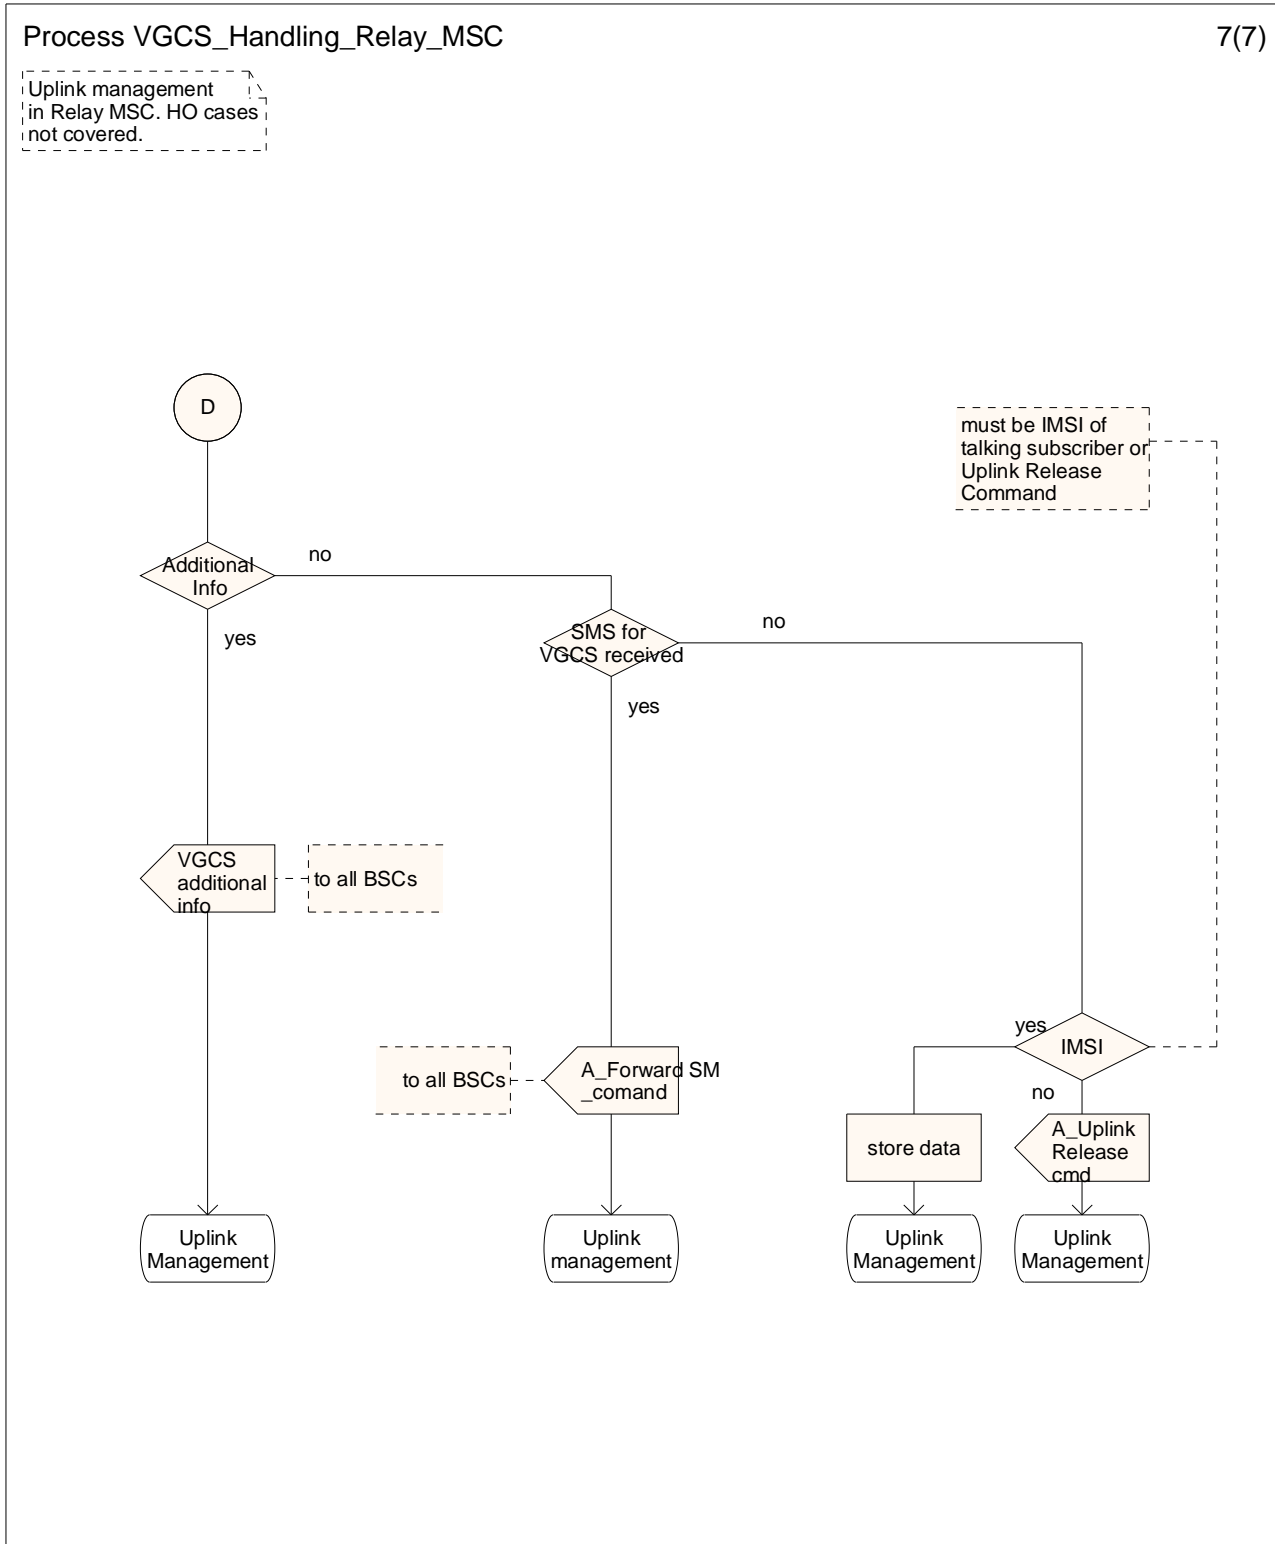 Process VGCS_Handling_Relay_MSC
7(7)
Uplink management
in Relay MSC. HO cases
not covered.
D
must be IMSI of
talking subscriber or
Uplink Release
Command
Additional
Info
no
yes
SMS for
VGCS received
no
yes
VGCS
additional
info
to all BSCs
yes
IMSI
no
to all BSCs
A_Forward SM
_comand
store data
A_Uplink
Release
cmd
Uplink
Management
Uplink
management
Uplink
Management
Uplink
Management